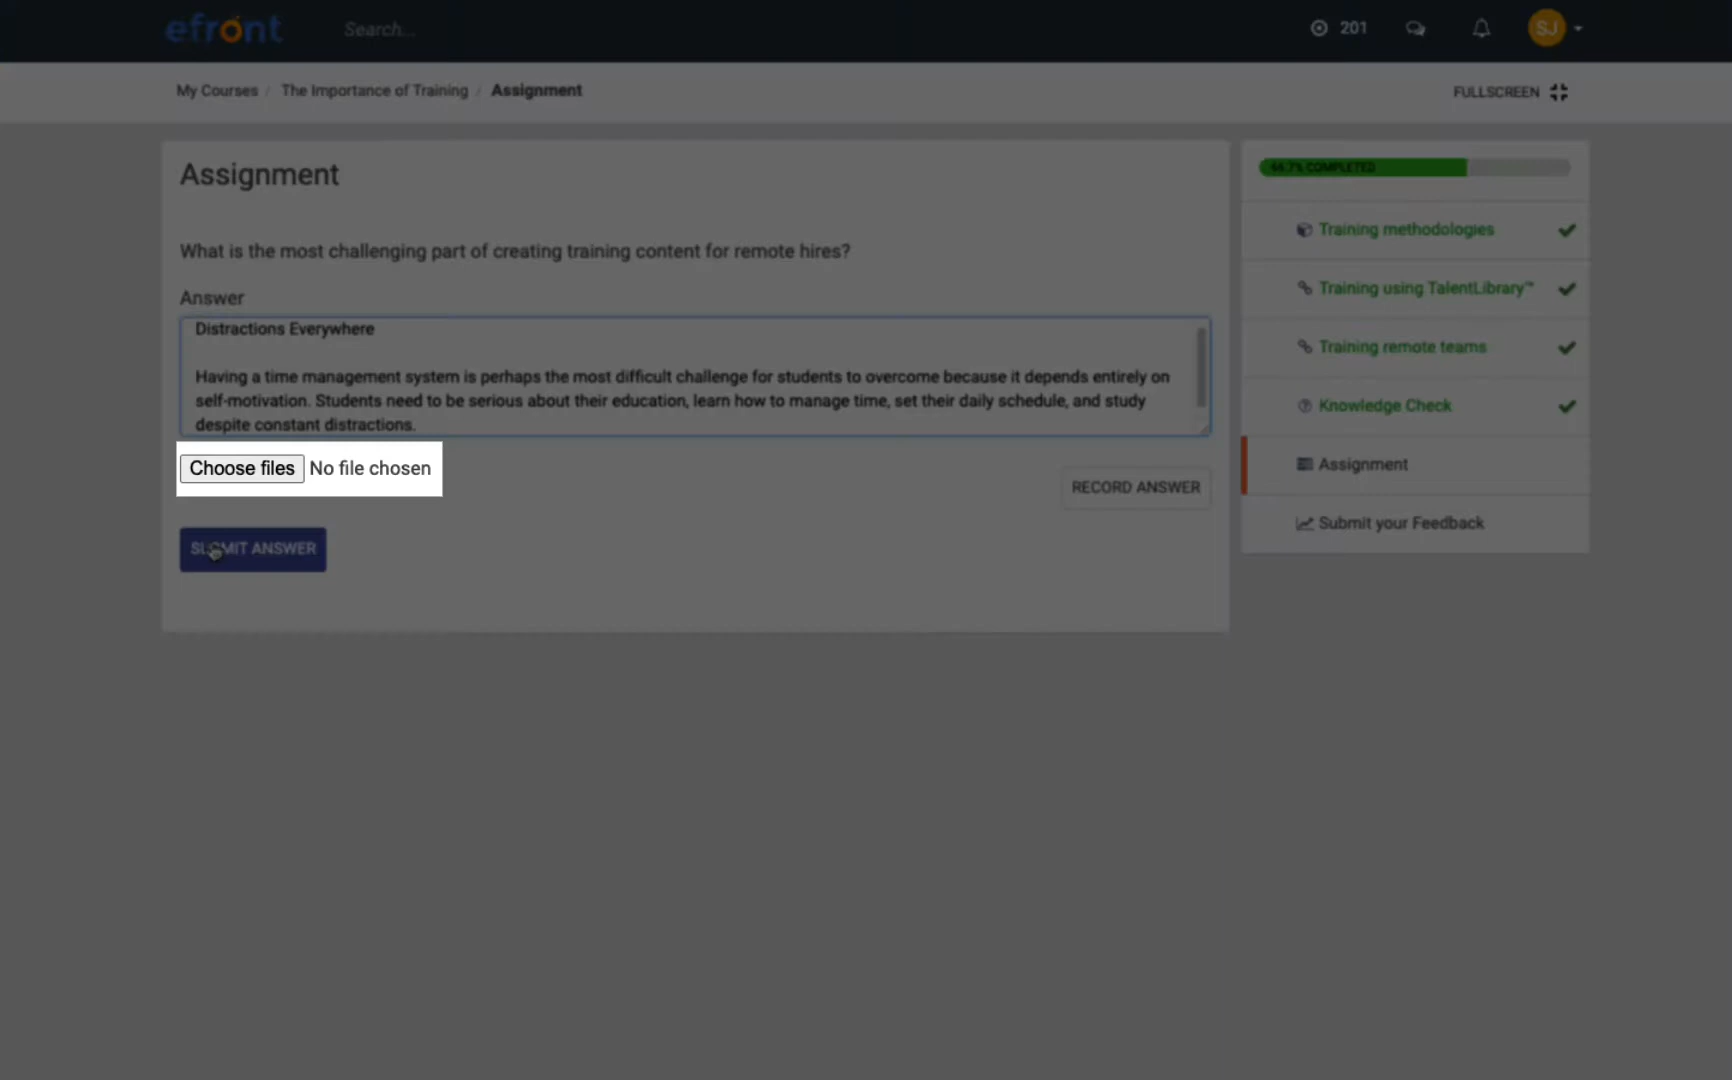 efront
Search...
201
SJ
My Courses / The Importance of Training / Assignment
FULLSCREEN
Assignment
What is the most challenging part of creating training content for remote hires?
Answer
Distractions Everywhere
Having a time management system is perhaps the most difficult challenge for students to overcome because it depends entirely on
self-motivation. Students need to be serious about their education, learn how to manage time, set their daily schedule, and study
despite constant distractions.
Choose files No file chosen
RECORD ANSWER
SUBMIT ANSWER
66.7% COMPLETED
Training methodologies
Training using TalentLibrary™
Training remote teams
Knowledge Check
Assignment
Submit your Feedback